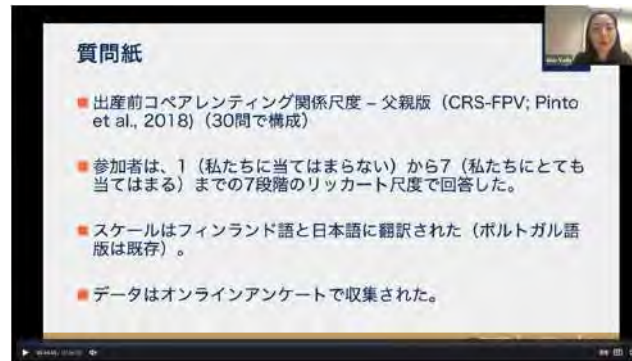 質問紙
出産前コペアレンティング関係尺度 – 父親版（CRS-FPV; Pinto
et al., 2018)（30問で構成）
参加者は、1（私たちに当てはまらない）から7（私たちにとても
当てはまる）までの7段階のリッカート尺度で回答した。
スケールはフィンランド語と日本語に翻訳された（ポルトガル語
版は既存）。
データはオンラインアンケートで収集された。